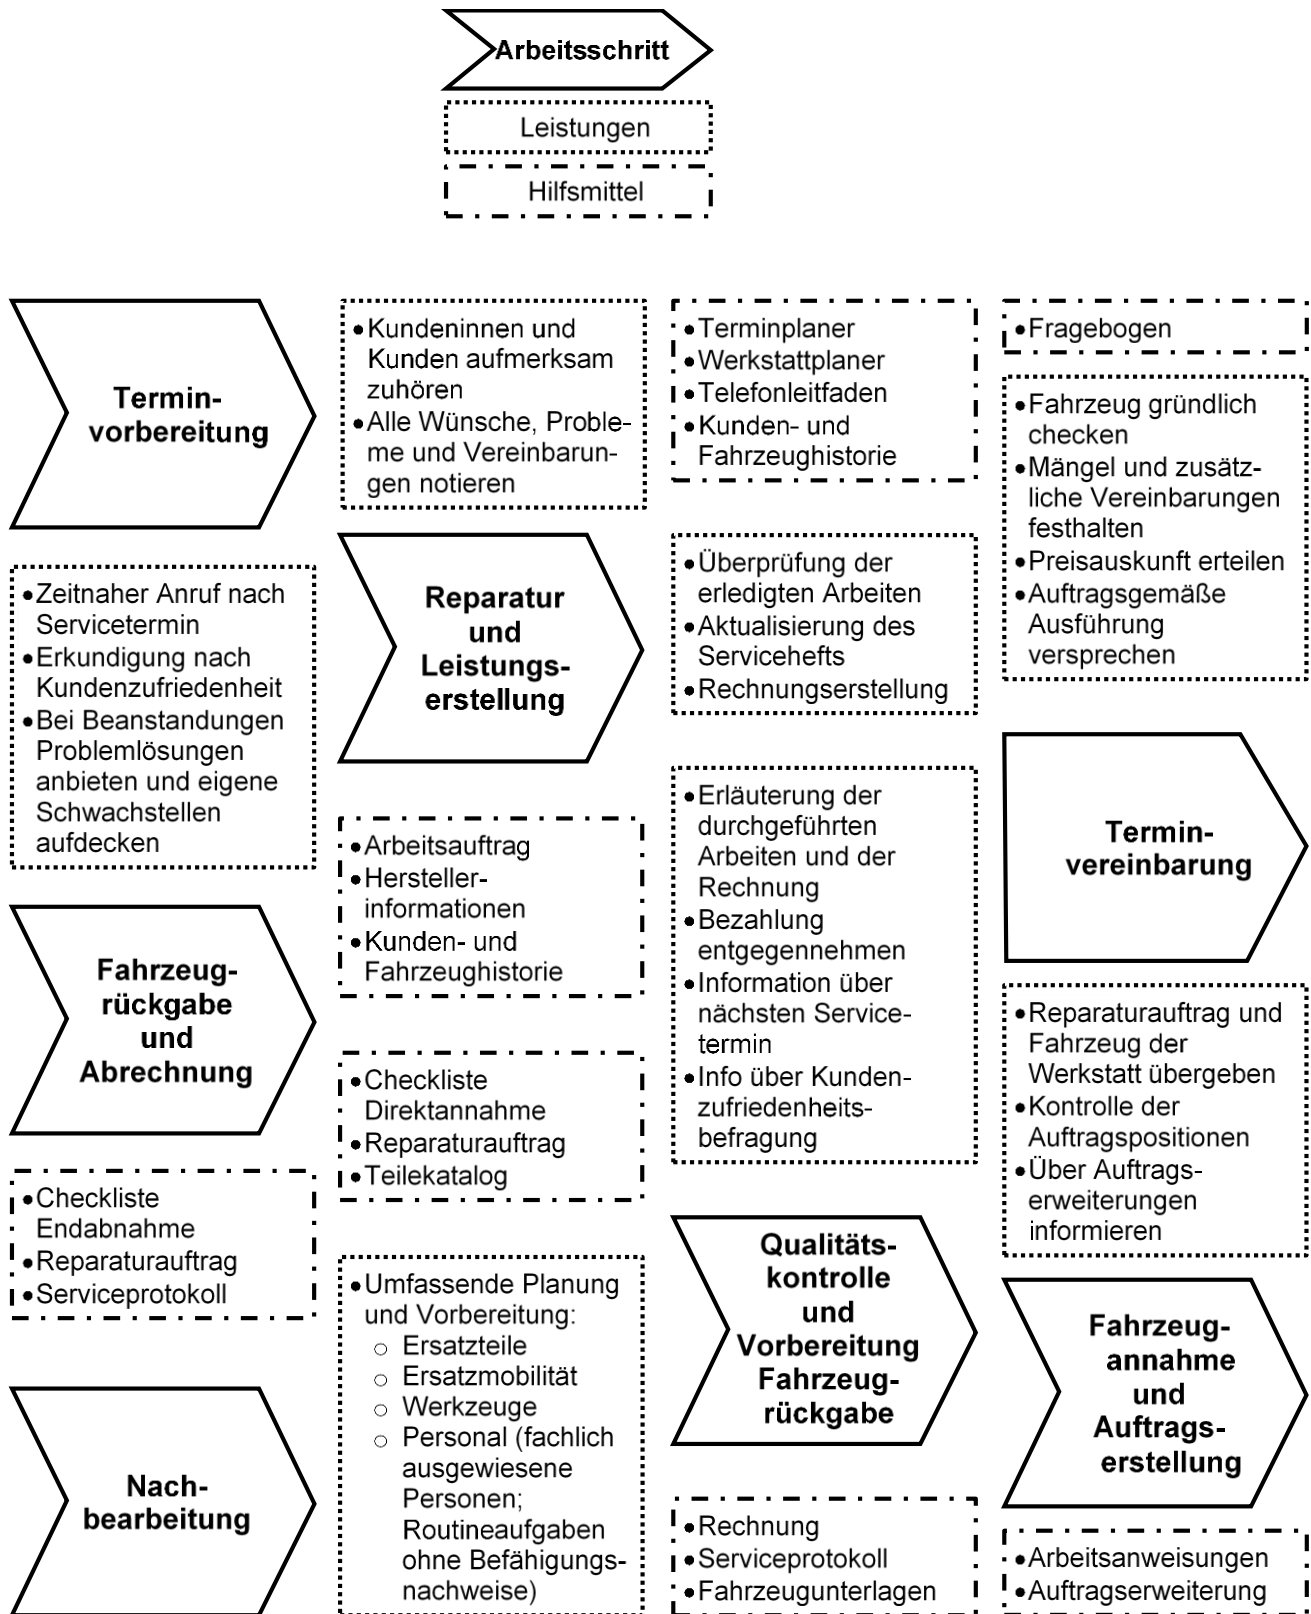 Arbeitsschritt
Leistungen
Hilfsmittel
Termin-
vorbereitung
•Zeitnaher Anruf nach
Servicetermin
•Erkundigung nach
Kundenzufriedenheit
•Bei Beanstandungen
Problemlösungen
anbieten und eigene
Schwachstellen
aufdecken
Fahrzeug-
rückgabe
und
Abrechnung
•Checkliste
Endabnahme
•Reparaturauftrag
•Serviceprotokoll
Nach-
bearbeitung
•Kundeninnen und
Kunden aufmerksam
zuhören
•Alle Wünsche, Proble-
me und Vereinbarun-
gen notieren
Reparatur
und
Leistungs-
erstellung
•Arbeitsauftrag
•Hersteller-
informationen
•Kunden- und
Fahrzeughistorie
•Checkliste
Direktannahme
•Reparaturauftrag
•Teilekatalog
•Umfassende Planung
und Vorbereitung:
○ Ersatzteile
○ Ersatzmobilität
○ Werkzeuge
○ Personal (fachlich
ausgewiesene
Personen;
Routineaufgaben
ohne Befähigungs-
nachweise)
•Terminplaner
•Werkstattplaner
•Telefonleitfaden
•Kunden- und
Fahrzeughistorie
•Überprüfung der
erledigten Arbeiten
•Aktualisierung des
Servicehefts
•Rechnungserstellung
•Erläuterung der
durchgeführten
Arbeiten und der
Rechnung
•Bezahlung
entgegennehmen
•Information über
nächsten Service-
termin
•Info über Kunden-
zufriedenheits-
befragung
Qualitäts-
kontrolle
und
Vorbereitung
Fahrzeug-
rückgabe
•Rechnung
•Serviceprotokoll
•Fahrzeugunterlagen
•Fragebogen
•Fahrzeug gründlich
checken
•Mängel und zusätz-
liche Vereinbarungen
festhalten
•Preisauskunft erteilen
•Auftragsgemäße
Ausführung
versprechen
Termin-
vereinbarung
•Reparaturauftrag und
Fahrzeug der
Werkstatt übergeben
•Kontrolle der
Auftragspositionen
•Über Auftrags-
erweiterungen
informieren
Fahrzeug-
annahme
und
Auftrags-
erstellung
•Arbeitsanweisungen
•Auftragserweiterung